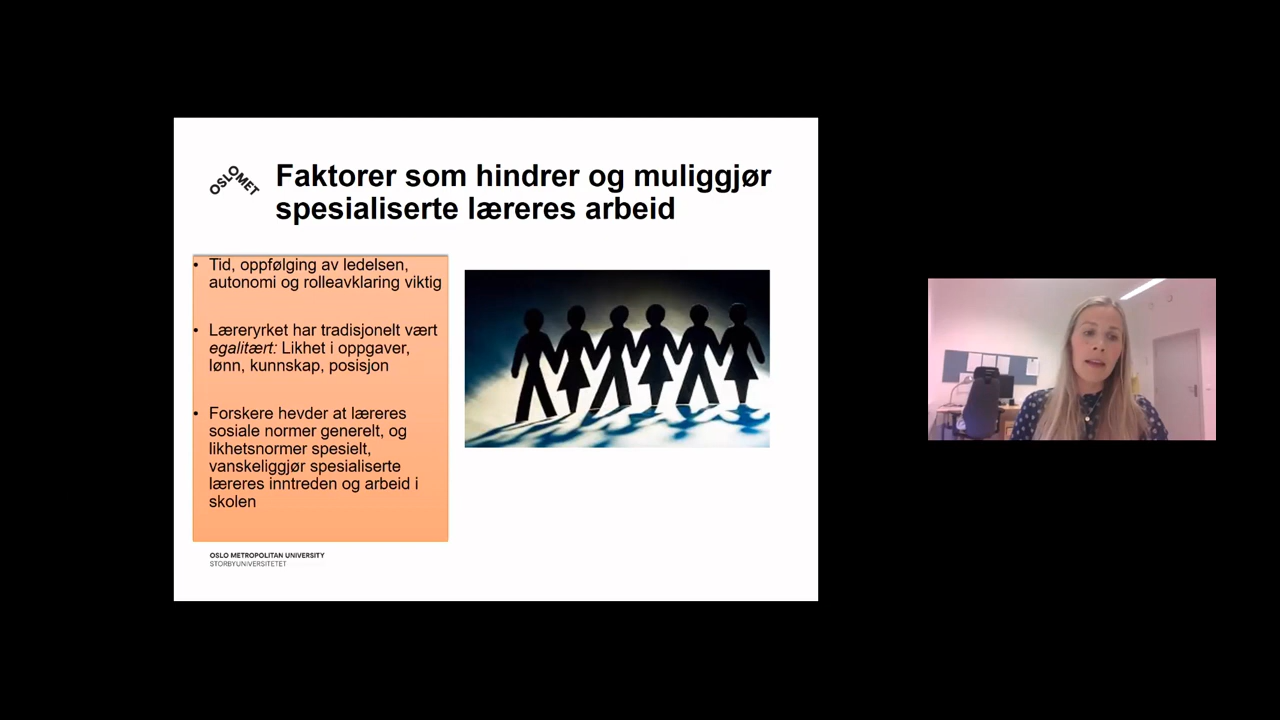 OSLOMET
Faktorer som hindrer og muliggjør
spesialiserte læreres arbeid
• Tid, oppfølging av ledelsen,
autonomi og rolleavklaring viktig
• Læreryrket har tradisjonelt vært
egalitært: Likhet i oppgaver,
lønn, kunnskap, posisjon
• Forskere hevder at læreres
sosiale normer generelt, og
likhetsnormer spesielt,
vanskeliggjør spesialiserte
læreres inntreden og arbeid i
skolen
OSLO METROPOLITAN UNIVERSITY
STORBYUNIVERSITETET